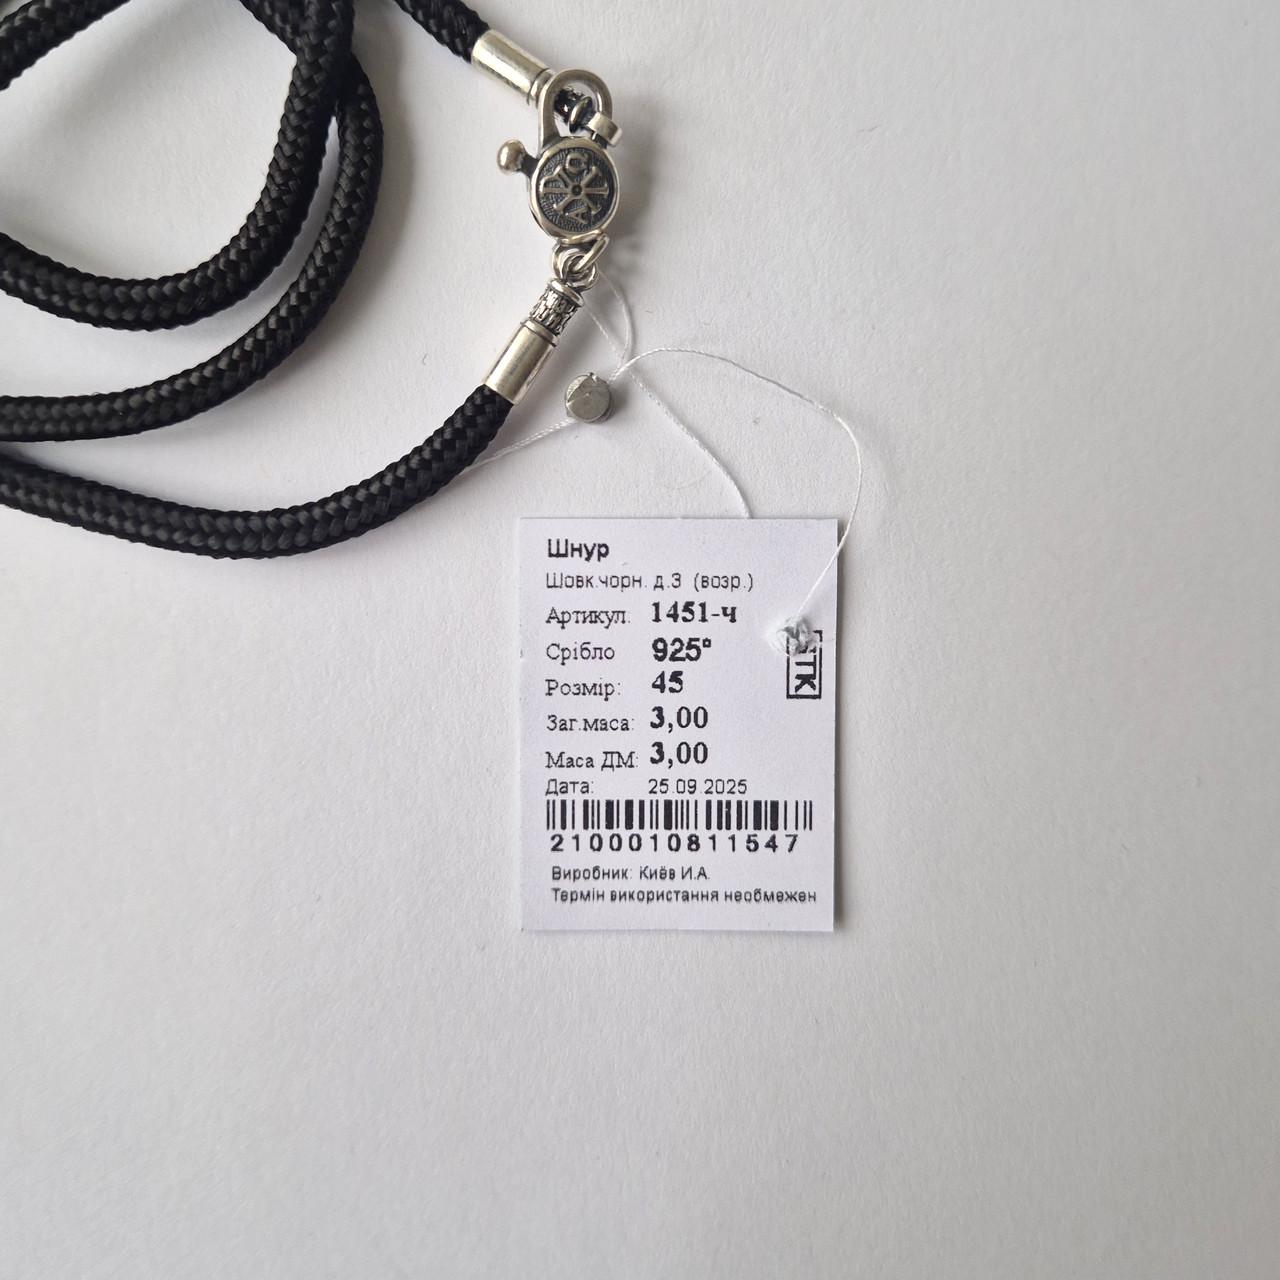 Шнур
Шовк.чорн. д.3 (возр.)
Артикул. 1451-ч
Срібло 925°
Розмір: 45
Заг.маса: 3,00
Маса ДМ: 3,00
Дата: 25.09.2025
2100010811547
Виробник: Киёв И.А.
Термін використання необмежен